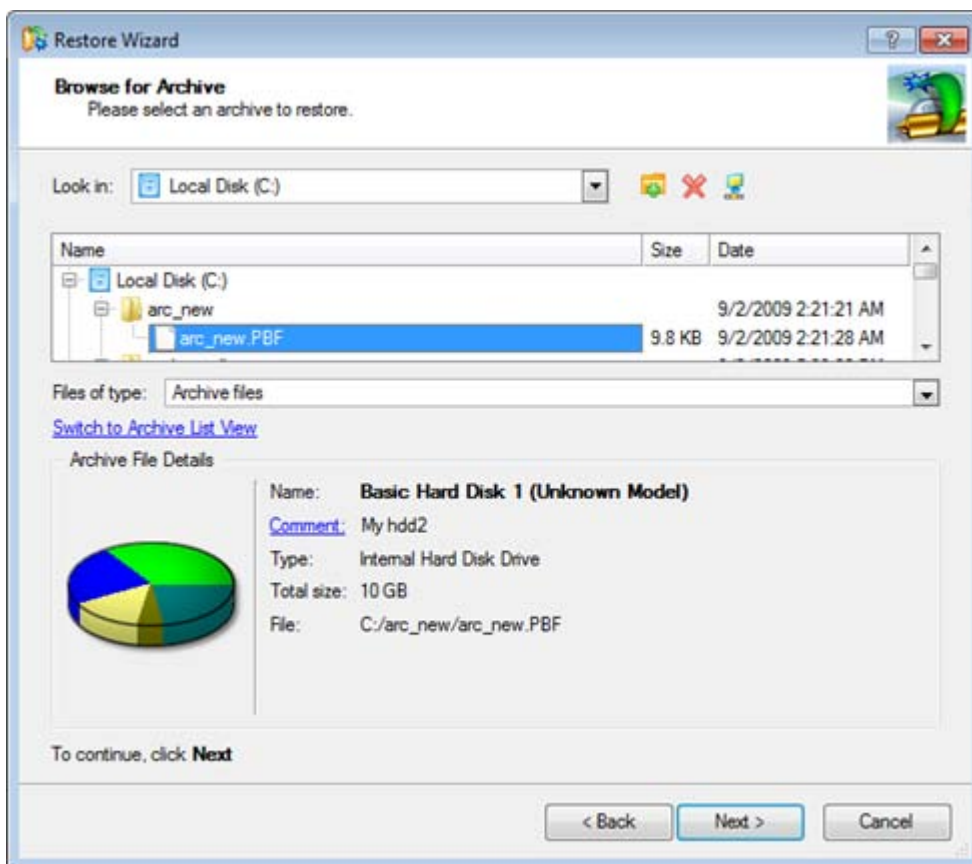 Restore Wizard
Browse for Archive
Please select an archive to restore.
Look in: Local Disk (C:)
Name Size Date
Local Disk (C:)
arc_new 9/2/2009 2:21:21 AM
arc_new.PBF 9.8 KB 9/2/2009 2:21:28 AM
Files of type: Archive files
Switch to Archive List View
Archive File Details
Name: Basic Hard Disk 1 (Unknown Model)
Comment: My hdd2
Type: Internal Hard Disk Drive
Total size: 10 GB
File: C:/arc_new/arc_new.PBF
To continue, click Next
< Back Next > Cancel